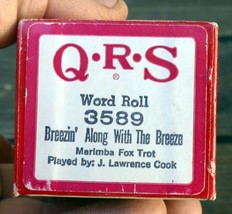 Q·R·S
®
Word Roll
3589
Breezin' Along With The Breeze
Marimba Fox Trot
Played by: J. Lawrence Cook